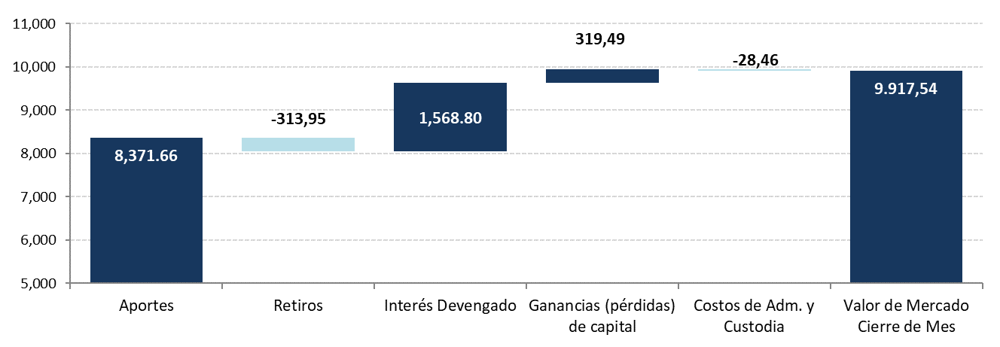 11,000
10,000
9,000
8,000
7,000
6,000
5,000
8,371.66
-313,95
1,568.80
319,49
-28,46
9.917,54
Aportes
Retiros
Interés Devengado
Ganancias (pérdidas)
de capital
Costos de Adm. y
Custodia
Valor de Mercado
Cierre de Mes